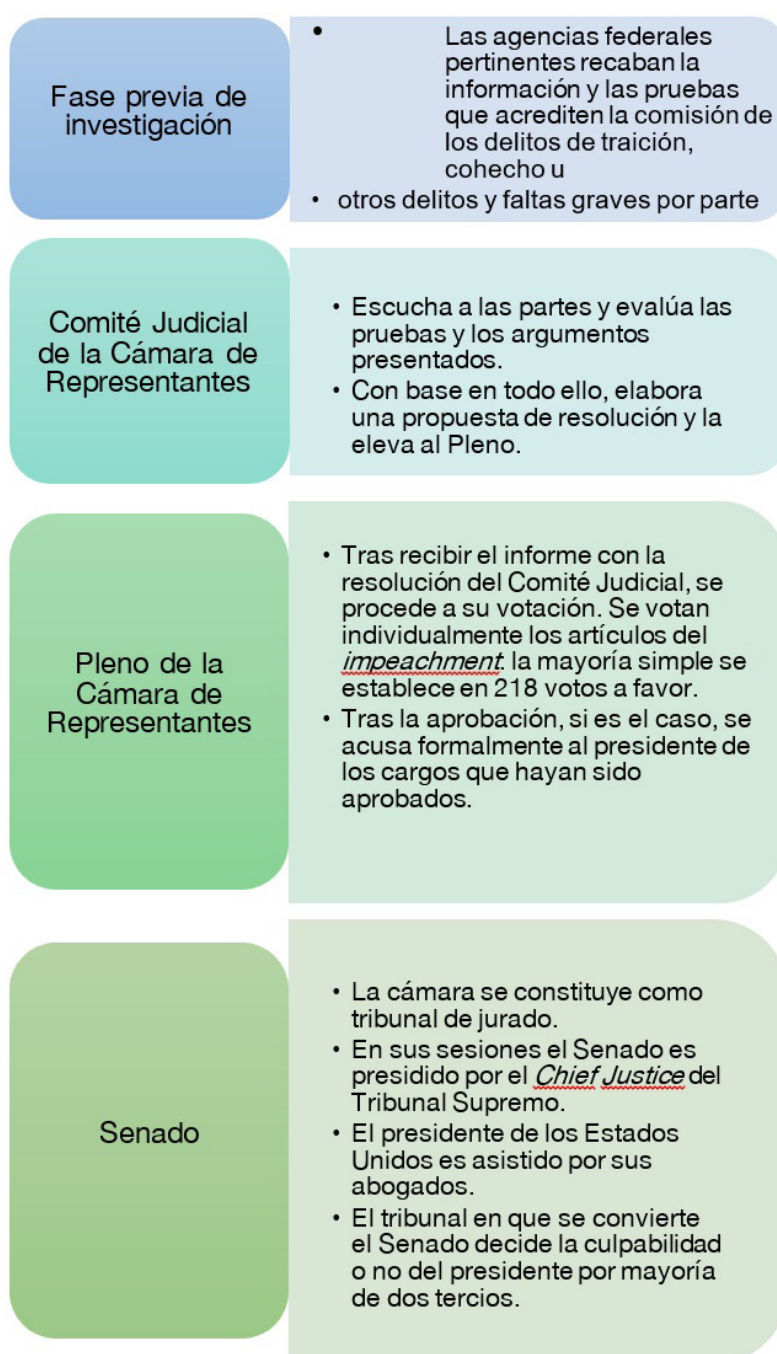 Fase previa de
investigación
• Las agencias federales
pertinentes recaban la
información y las pruebas
que acrediten la comisión de
los delitos de traición,
cohecho u
• otros delitos y faltas graves por parte
Comité Judicial
de la Cámara de
Representantes
• Escucha a las partes y evalúa las
pruebas y los argumentos
presentados.
• Con base en todo ello, elabora
una propuesta de resolución y la
eleva al Pleno.
Pleno de la
Cámara de
Representantes
• Tras recibir el informe con la
resolución del Comité Judicial, se
procede a su votación. Se votan
individualmente los artículos del
impeachment: la mayoría simple se
establece en 218 votos a favor.
• Tras la aprobación, si es el caso, se
acusa formalmente al presidente de
los cargos que hayan sido
aprobados.
Senado
• La cámara se constituye como
tribunal de jurado.
• En sus sesiones el Senado es
presidido por el Chief Justice del
Tribunal Supremo.
• El presidente de los Estados
Unidos es asistido por sus
abogados.
• El tribunal en que se convierte
el Senado decide la culpabilidad
o no del presidente por mayoría
de dos tercios.